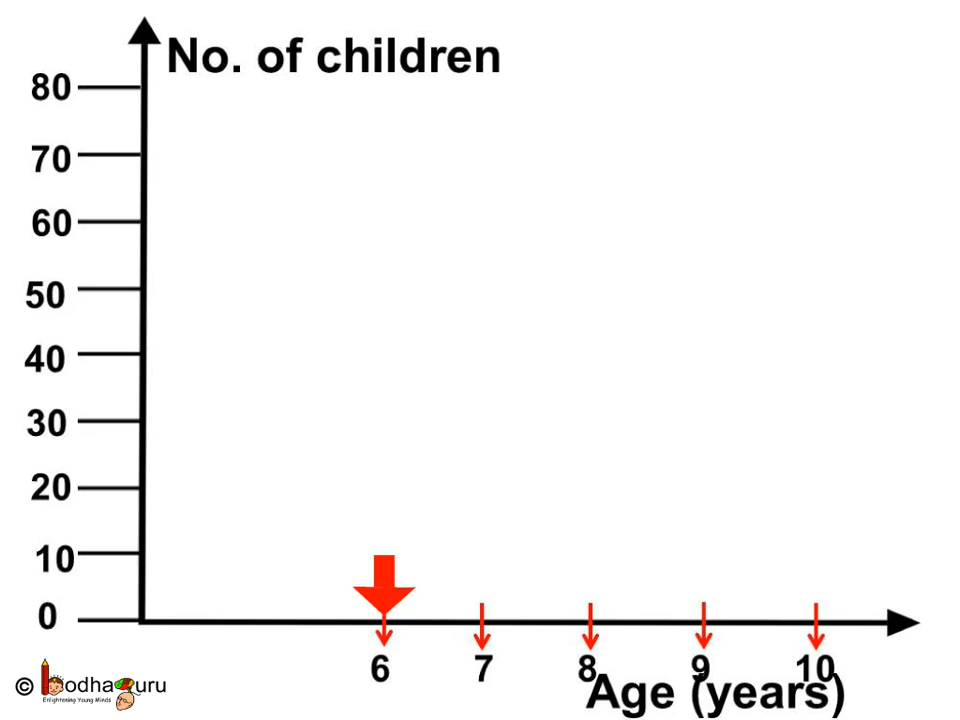 No. of children
80
70
60
50
40
30
20
10
0
6 7 8 9 10
Age (years)
© bodhaguru
Enlightening Young Minds